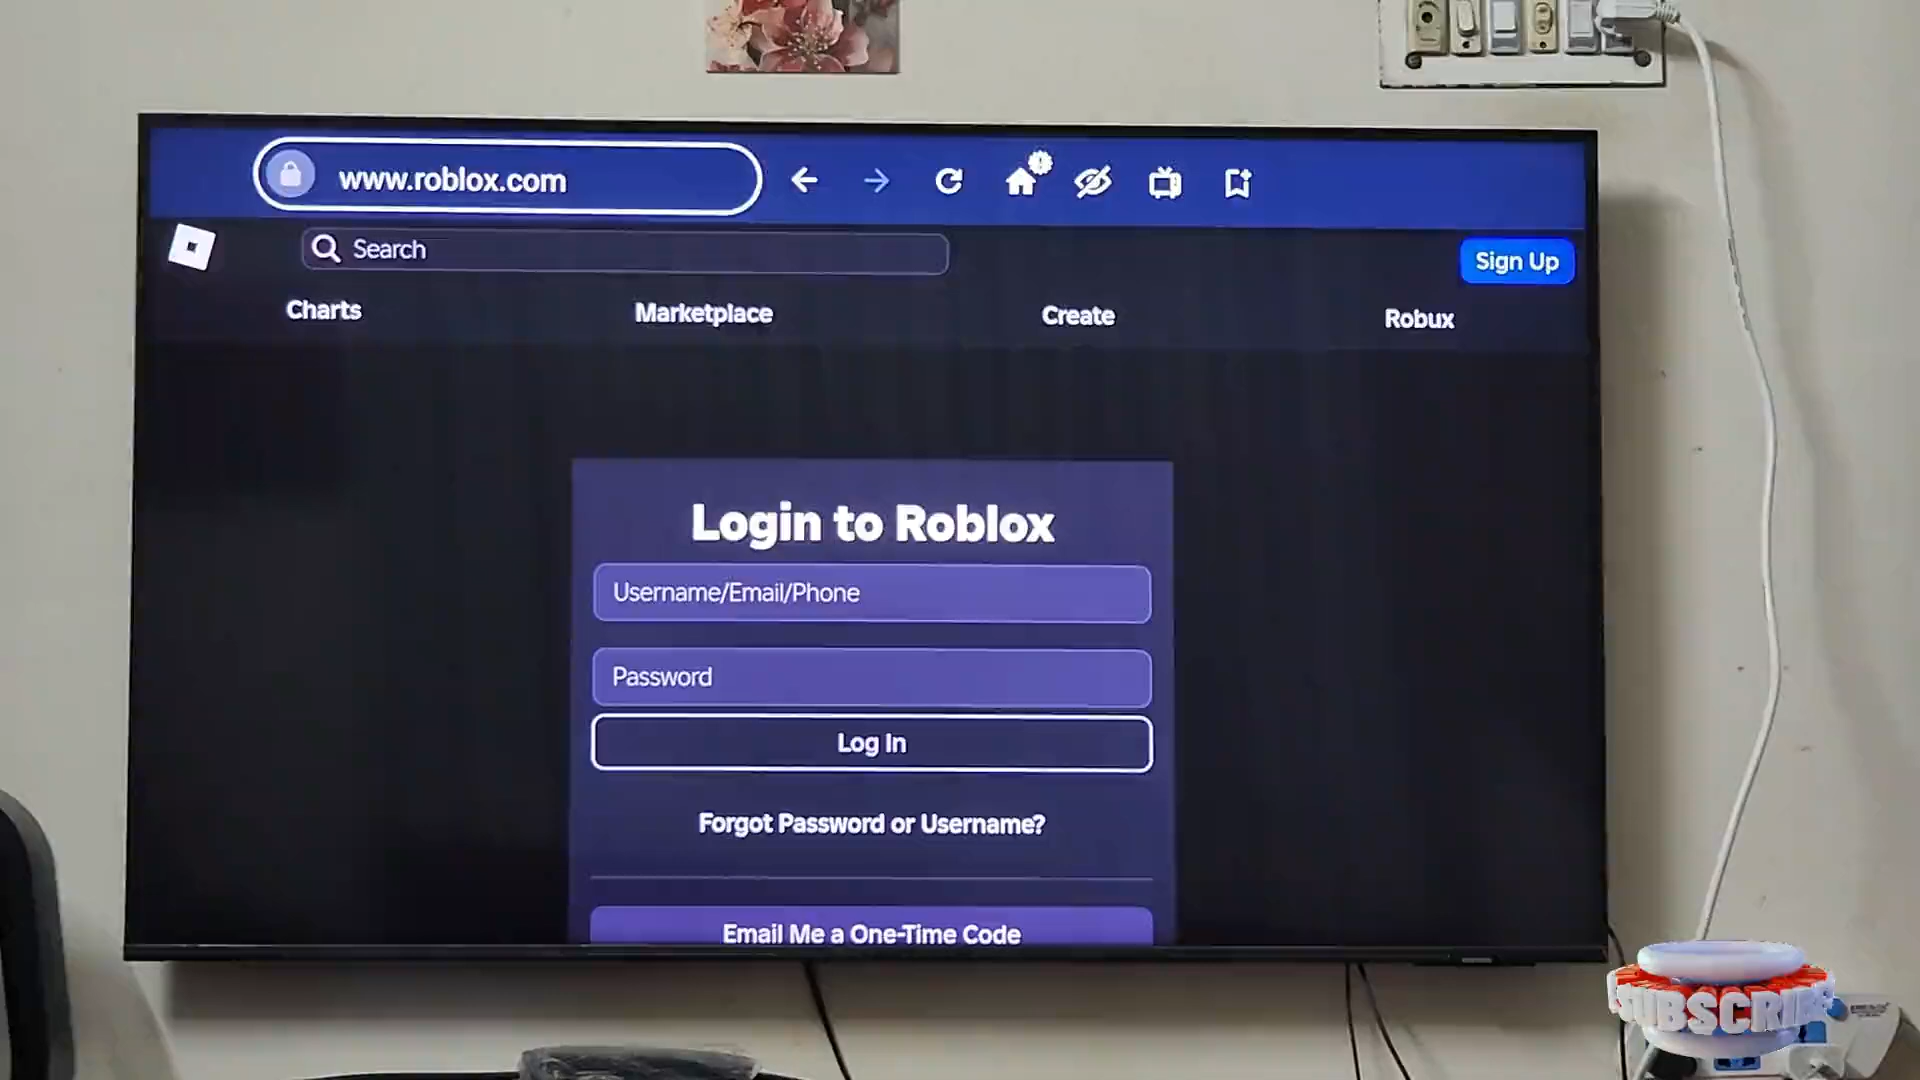 www.roblox.com
Search
Sign Up
Charts
Marketplace
Create
Robux
Login to Roblox
Username/Email/Phone
Password
Log In
Forgot Password or Username?
Email Me a One-Time Code
SUBSCRIBE